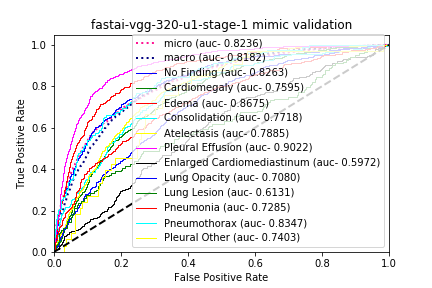 fastai-vgg-320-u1-stage-1 mimic validation
True Positive Rate
1.0
0.8
0.6
0.4
0.2
0.0
micro (auc- 0.8236)
macro (auc- 0.8182)
No Finding (auc- 0.8263)
Cardiomegaly (auc- 0.7595)
Edema (auc- 0.8675)
Consolidation (auc- 0.7718)
Atelectasis (auc- 0.7885)
Pleural Effusion (auc- 0.9022)
Enlarged Cardiomediastinum (auc- 0.5972)
Lung Opacity (auc- 0.7080)
Lung Lesion (auc- 0.6131)
Pneumonia (auc- 0.7285)
Pneumothorax (auc- 0.8347)
Pleural Other (auc- 0.7403)
0.0 0.2 0.4 0.6 0.8 1.0
False Positive Rate